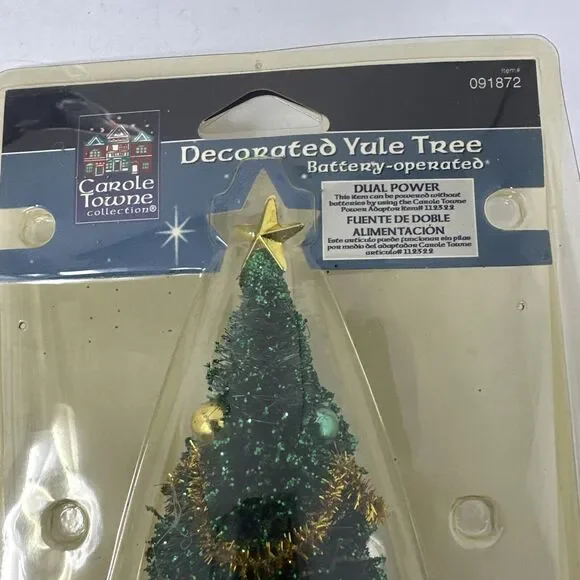 Item#
091872
Carole
Towne
collection®
Decorated Yule Tree
Battery-operated*
DUAL POWER
This item can be powered without
batteries by using the Carole Towne
Power Adaptor Item# 112322
FUENTE DE DOBLE
ALIMENTACIÓN
Este artículo puede funcionar sin pilas
por medio del adaptador Carole Towne
artículo# 112322